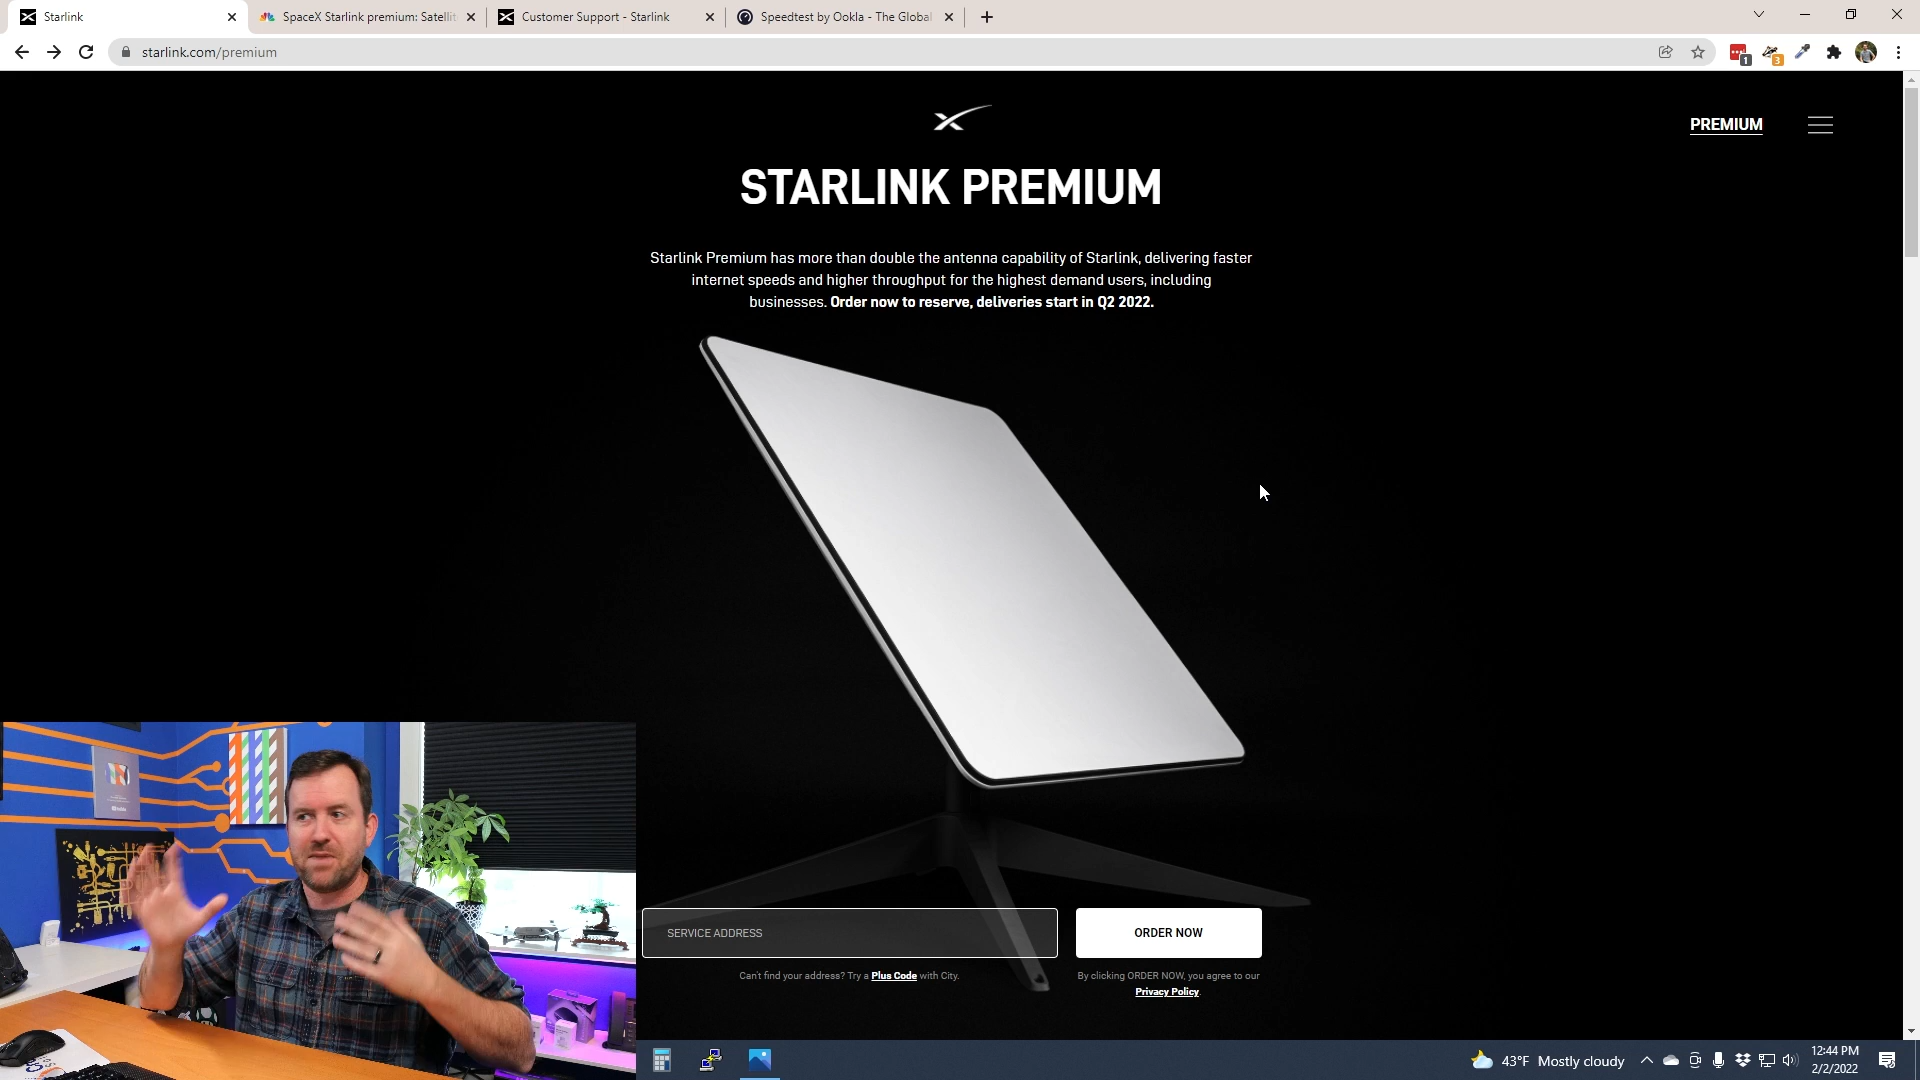 Starlink
SpaceX Starlink premium: Satellit
Customer Support - Starlink
Speedtest by Ookla - The Global
starlink.com/premium
1
3
PREMIUM
STARLINK PREMIUM
Starlink Premium has more than double the antenna capability of Starlink, delivering faster
internet speeds and higher throughput for the highest demand users, including
businesses. Order now to reserve, deliveries start in Q2 2022.
SERVICE ADDRESS
ORDER NOW
Can't find your address? Try a Plus Code with City.
By clicking ORDER NOW, you agree to our
Privacy Policy.
43°F Mostly cloudy
12:44 PM
2/2/2022